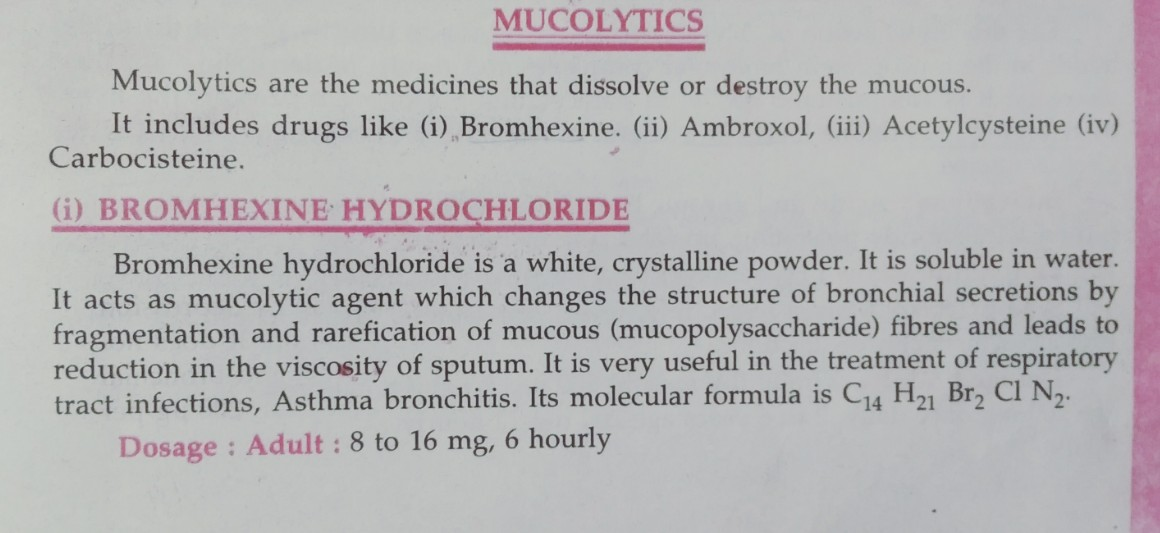 MUCOLYTICS
Mucolytics are the medicines that dissolve or destroy the mucous.
It includes drugs like (i) Bromhexine. (ii) Ambroxol, (iii) Acetylcysteine (iv)
Carbocisteine.
(i) BROMHEXINE HYDROCHLORIDE
Bromhexine hydrochloride is a white, crystalline powder. It is soluble in water.
It acts as mucolytic agent which changes the structure of bronchial secretions by
fragmentation and rarefication of mucous (mucopolysaccharide) fibres and leads to
reduction in the viscosity of sputum. It is very useful in the treatment of respiratory
tract infections, Asthma bronchitis. Its molecular formula is C₁₄ H₂₁ Br₂ Cl N₂.
Dosage : Adult : 8 to 16 mg, 6 hourly